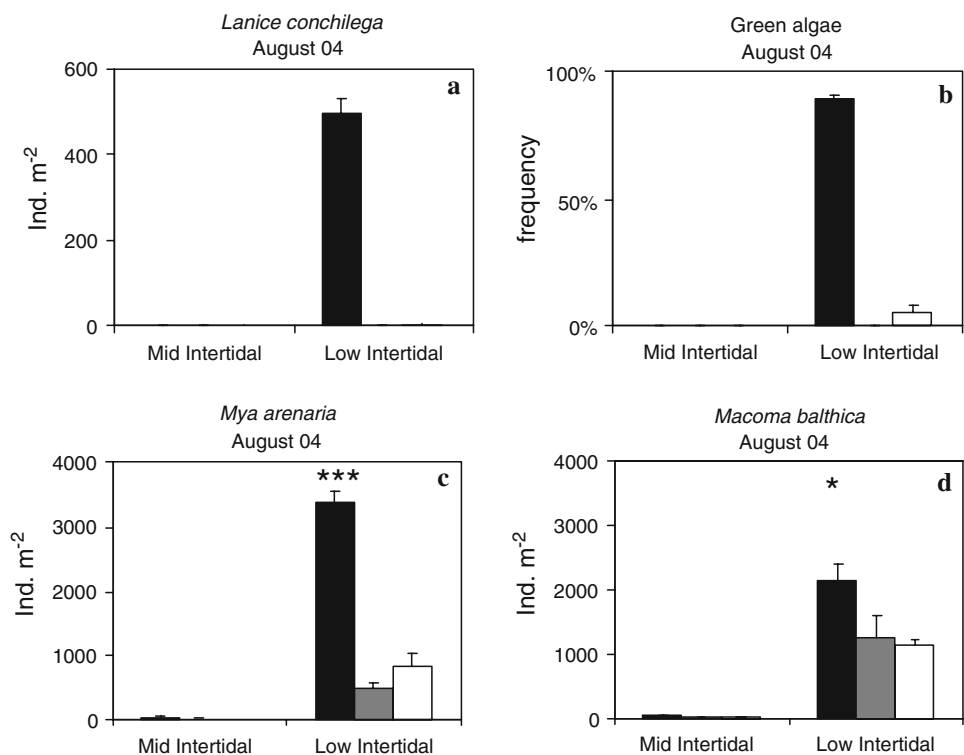 Lanice conchilega
August 04
a
600
400
200
0
Ind. m⁻²
Mid Intertidal
Low Intertidal
Green algae
August 04
b
100%
50%
0%
frequency
Mid Intertidal
Low Intertidal
Mya arenaria
August 04
c
***
4000
3000
2000
1000
0
Ind. m⁻²
Mid Intertidal
Low Intertidal
Macoma balthica
August 04
d
*
4000
3000
2000
1000
0
Ind. m⁻²
Mid Intertidal
Low Intertidal